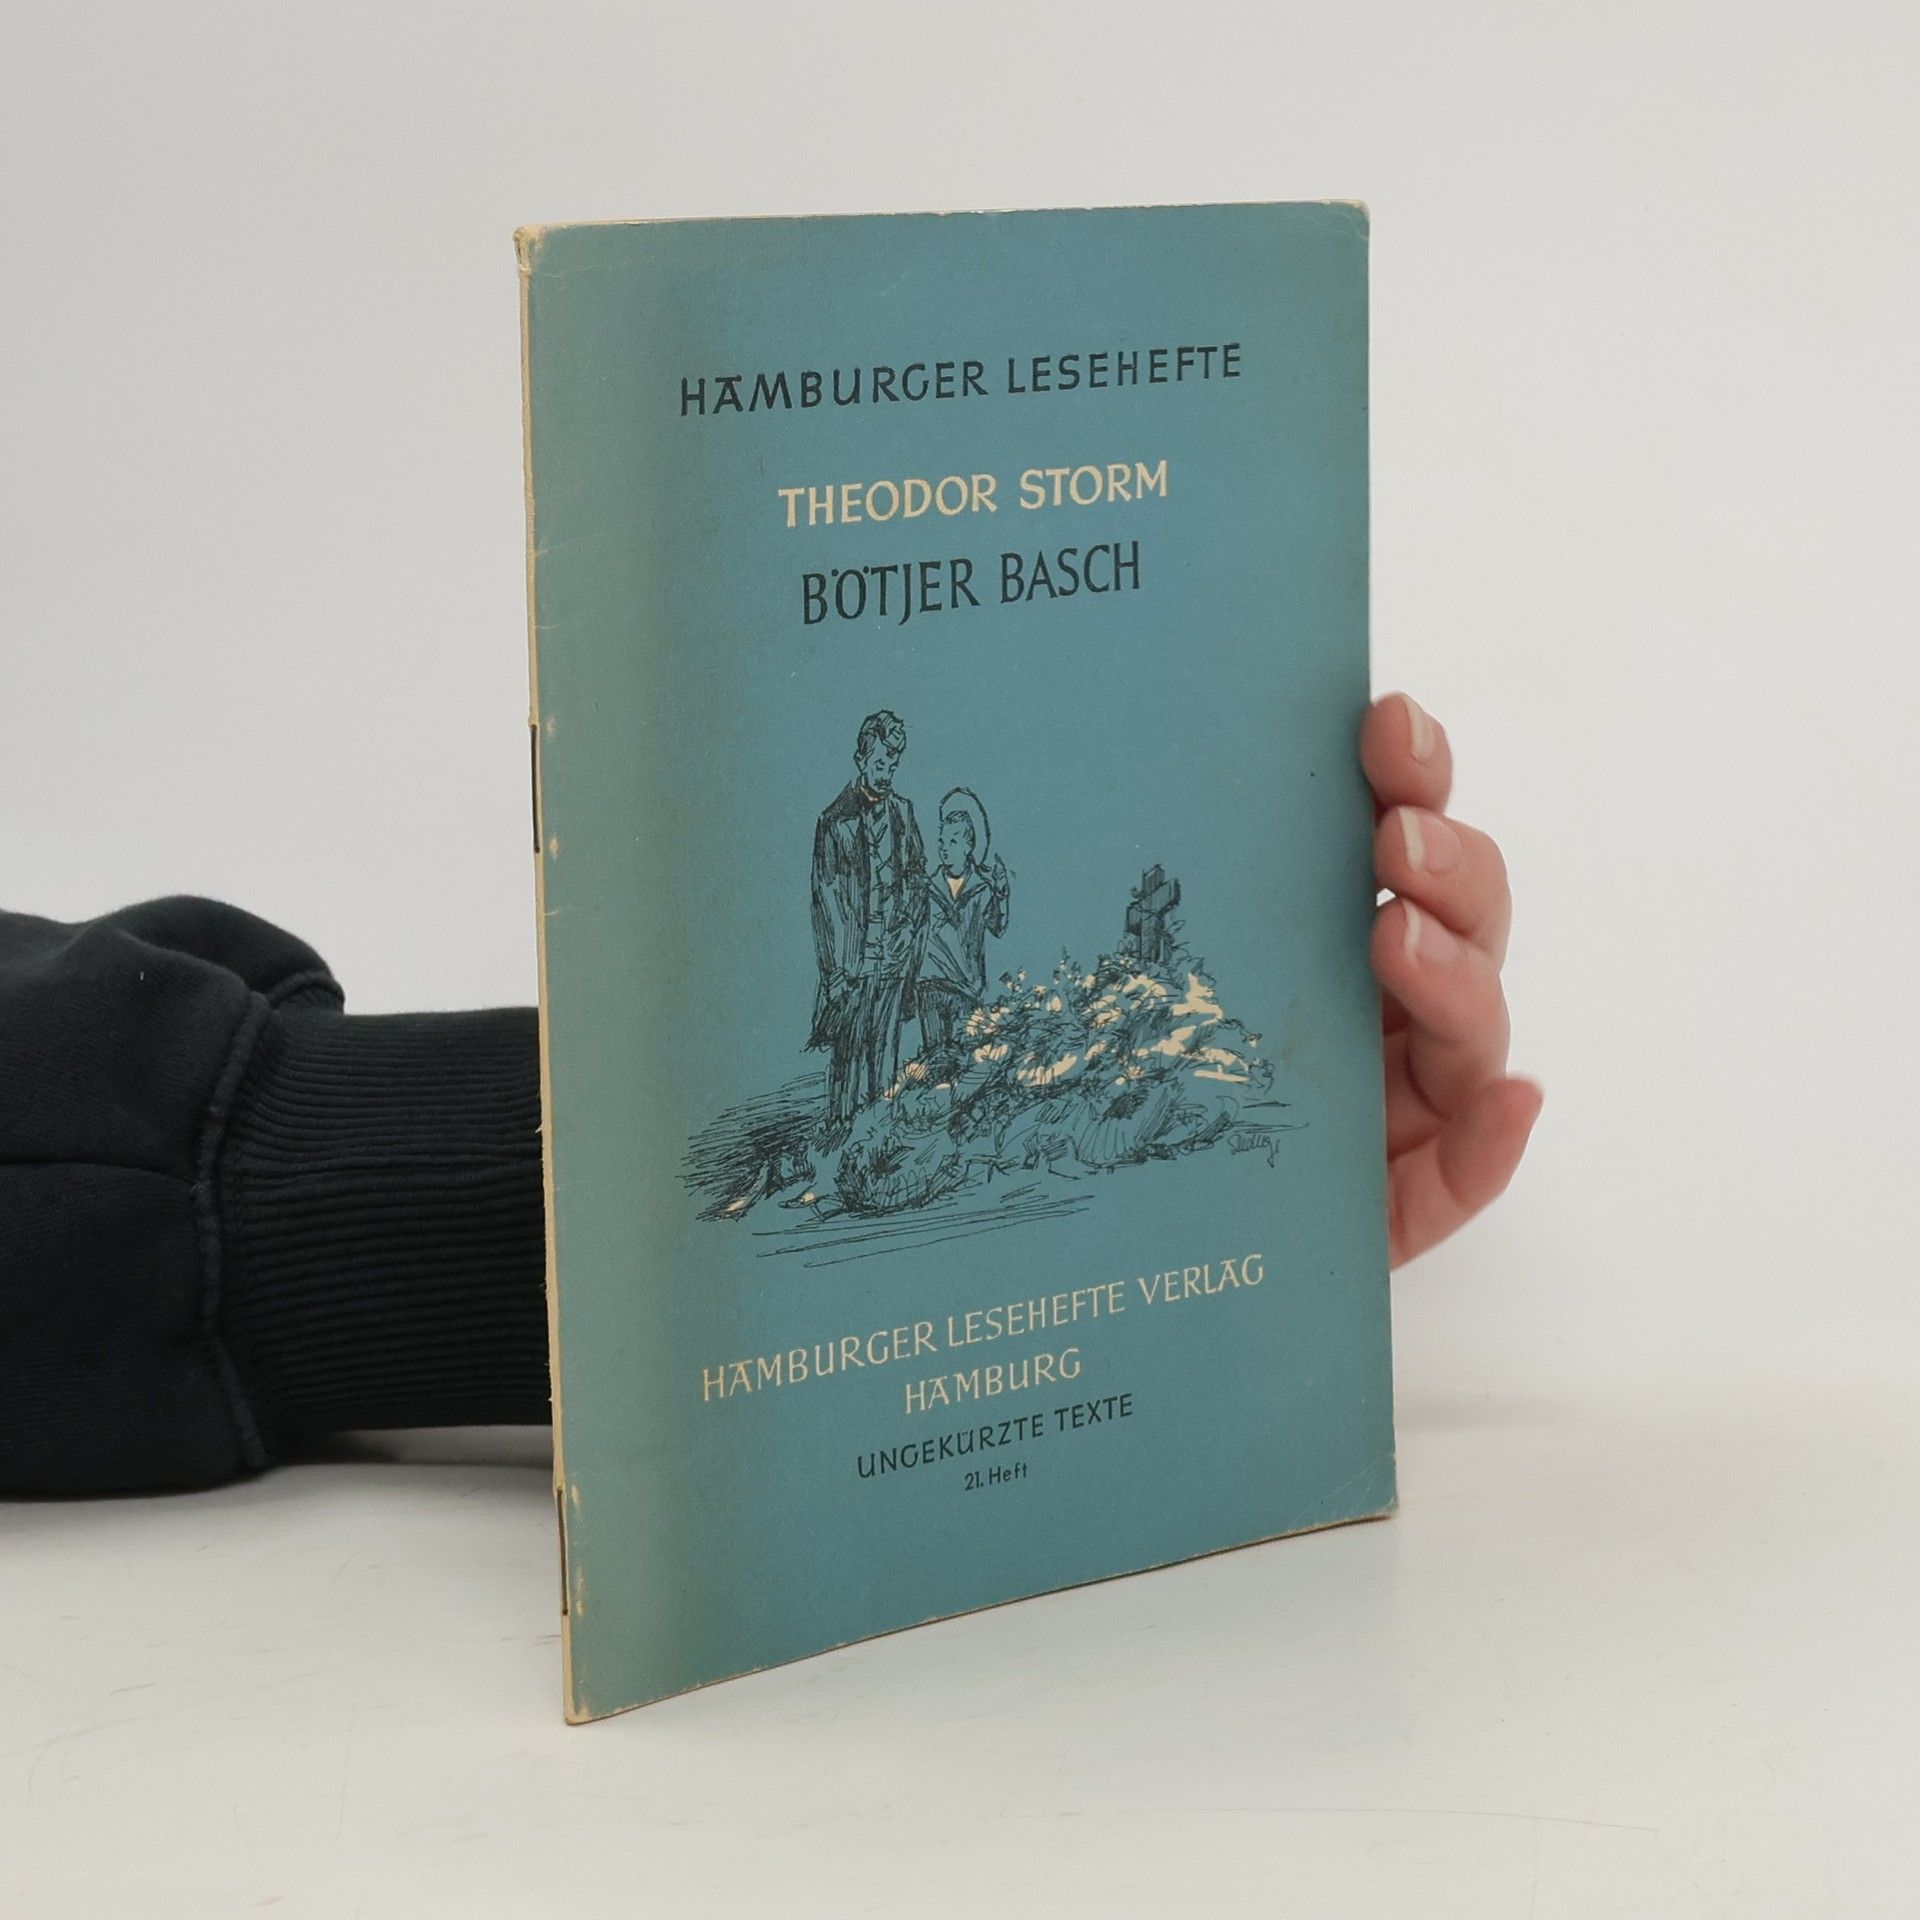 HAMBURGER LESEHEFTE
THEODOR STORM
BÖTJER BASCH
HAMBURGER LESEHEFTE VERLAG
HAMBURG
UNGEKÜRZTE TEXTE
21. Heft